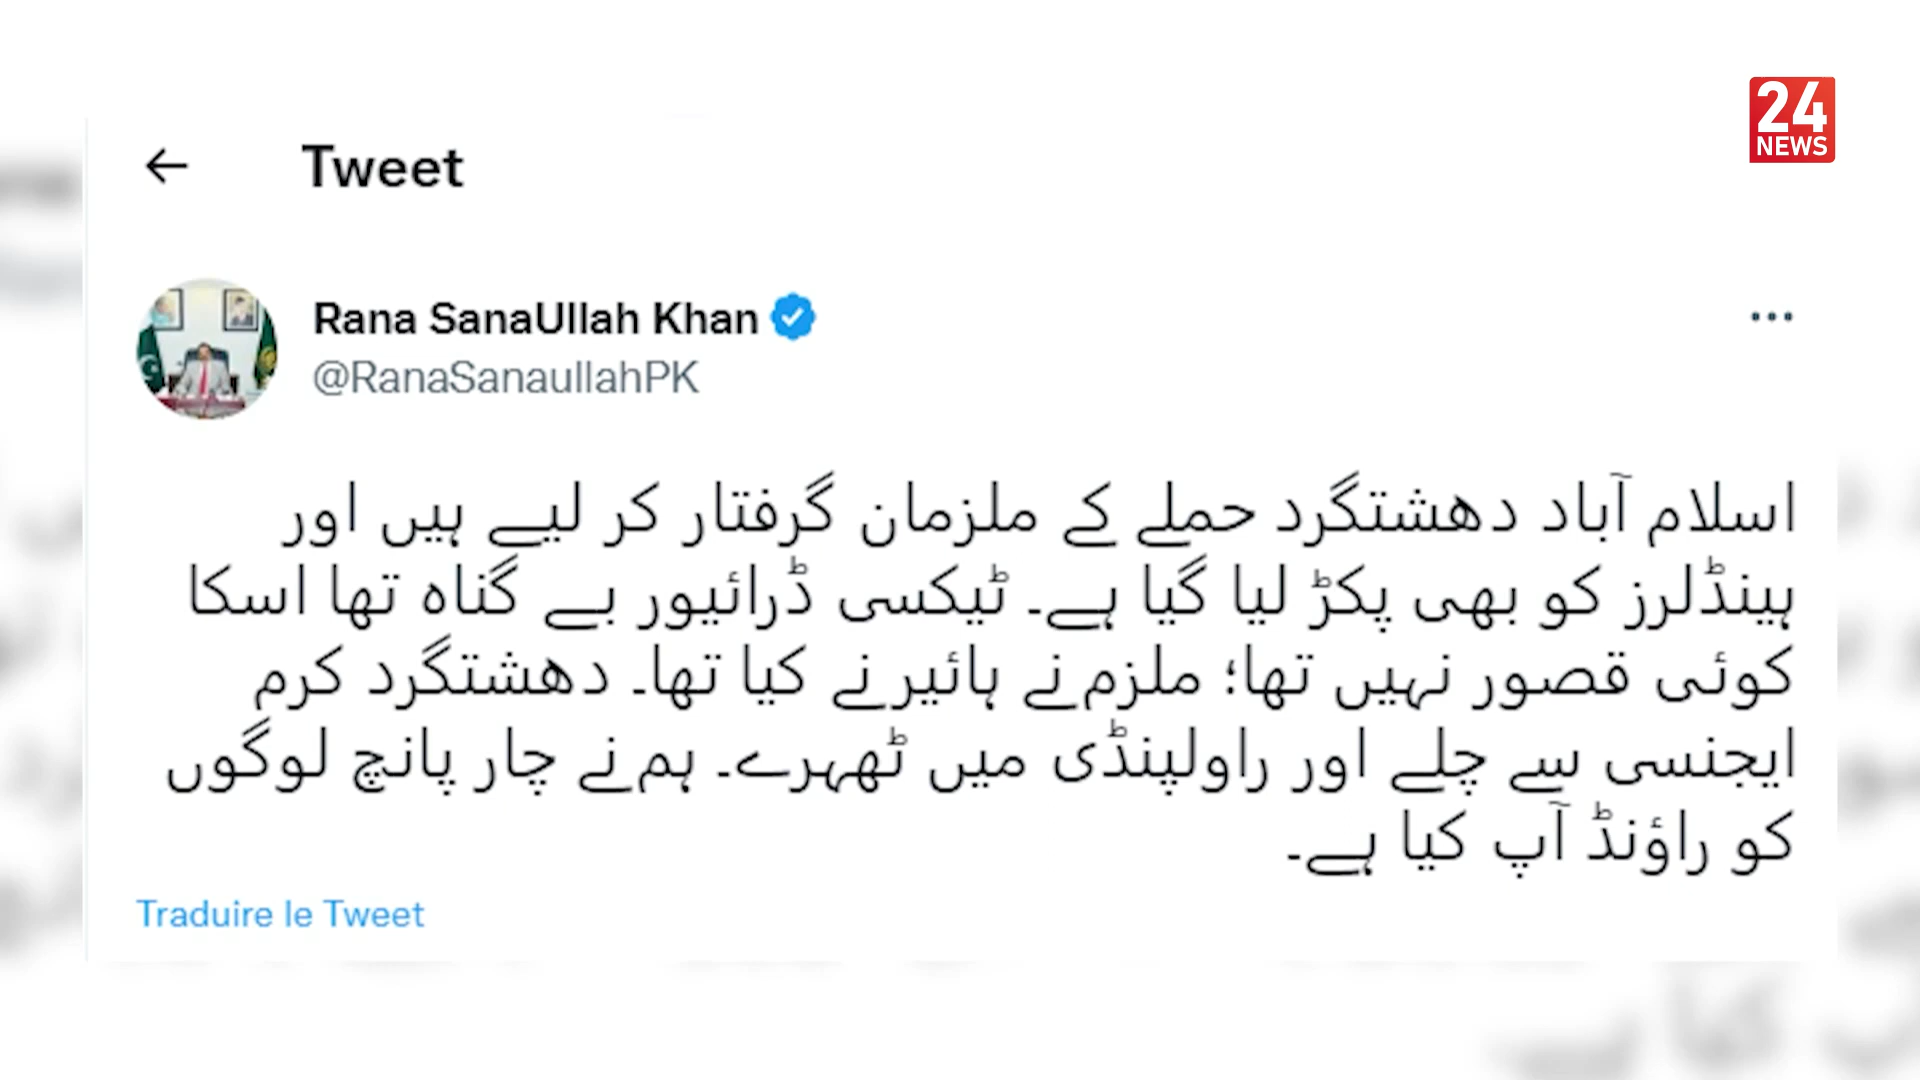 24
NEWS
Tweet
Rana SanaUllah Khan
@RanaSanaullahPK
اسلام آباد دھشتگرد حملے کے ملزمان گرفتار کر لیے ہیں اور
ہینڈلرز کو بھی پکڑ لیا گیا ہے۔ ٹیکسی ڈرائیور بے گناہ تھا اسکا
کوئی قصور نہیں تھا؛ ملزم نے ہائیر نے کیا تھا۔ دھشتگرد کرم
ایجنسی سے چلے اور راولپنڈی میں ٹھہرے۔ ہم نے چار پانچ لوگوں
کو راؤنڈ آپ کیا ہے۔
Traduire le Tweet